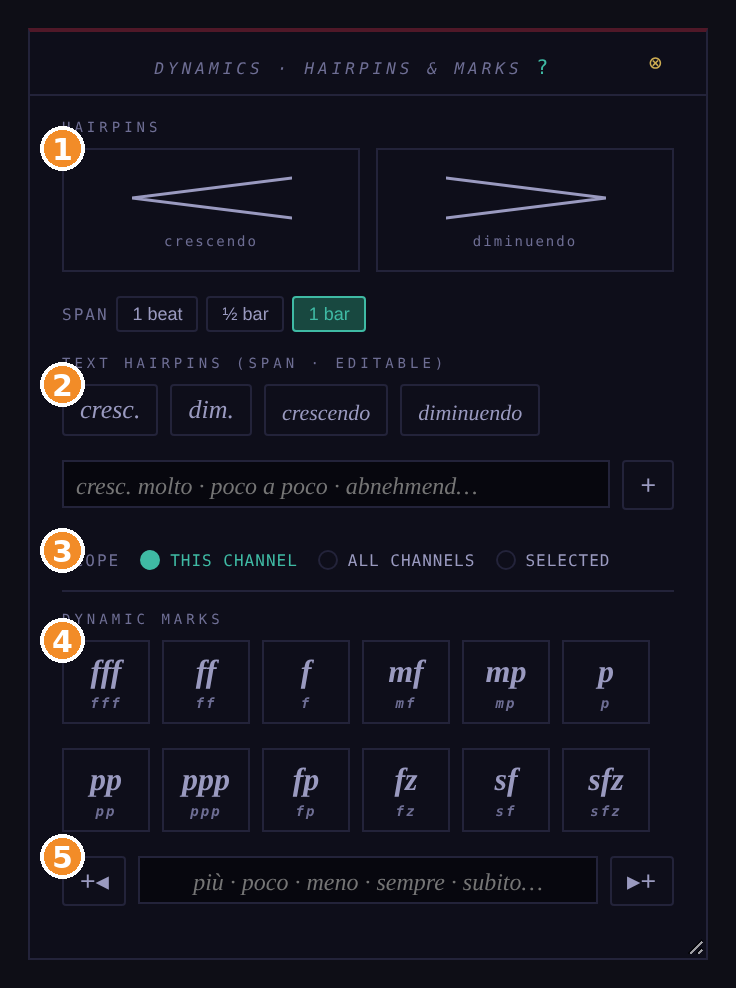 DYNAMICS · HAIRPINS & MARKS ? ⊗
HAIRPINS
1
crescendo diminuendo
SPAN 1 beat ½ bar 1 bar
TEXT HAIRPINS (SPAN · EDITABLE)
2
cresc. dim. crescendo diminuendo
cresc. molto · poco a poco · abnehmend… +
3 OPE THIS CHANNEL ALL CHANNELS SELECTED
DYNAMIC MARKS
4
fff ff f mf mp p
fff ff f mf mp p
pp ppp fp fz sf sfz
pp ppp fp fz sf sfz
5
+◂ più · poco · meno · sempre · subito… ▸+